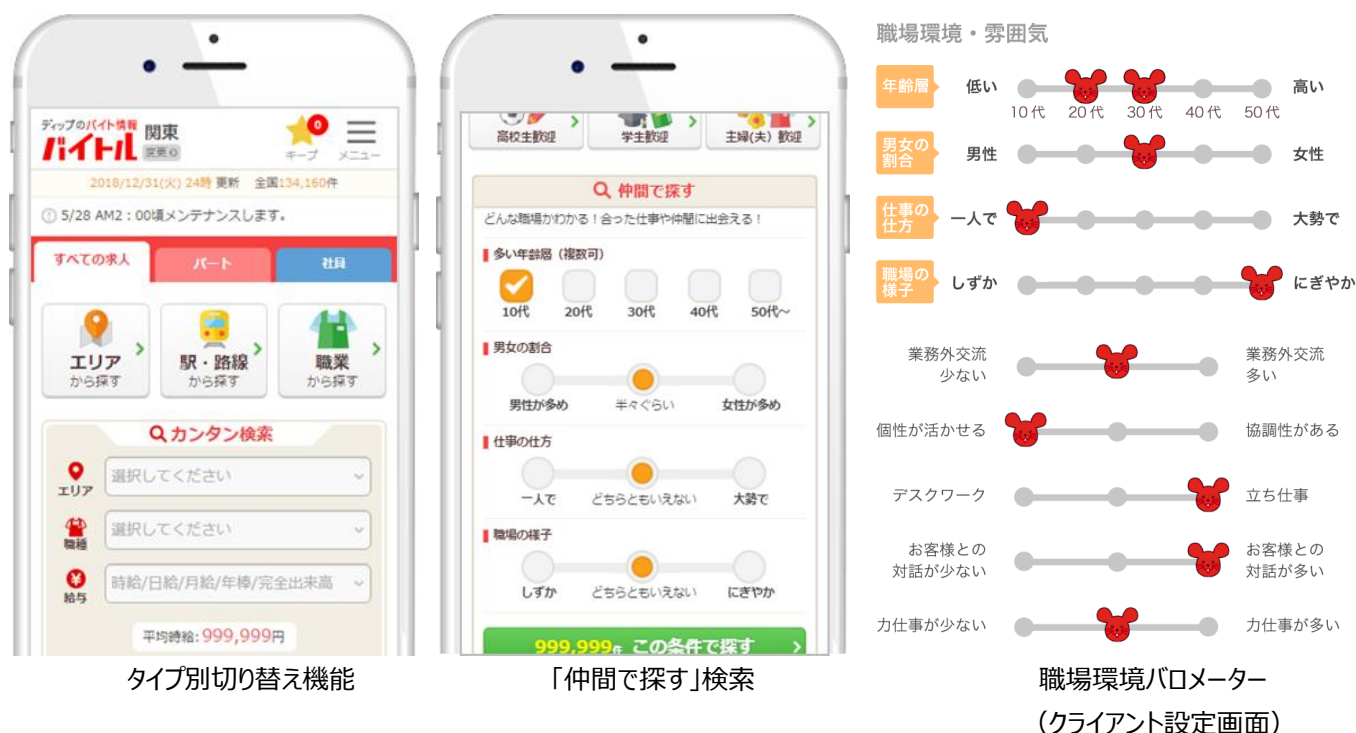 ディップのバイト情報
バイトル
関東
変更
0
キープ
メニュー
2018/12/31(火) 24時 更新 全国134,160件
5/28 AM2:00頃メンテナンスします。
すべての求人
パート
社員
エリア
から探す
駅・路線
から探す
職業
から探す
カンタン検索
エリア
選択してください
職種
選択してください
給与
時給/日給/月給/年棒/完全出来高
平均時給:999,999円
タイプ別切り替え機能
高校生歓迎
学生歓迎
主婦(夫)歓迎
仲間で探す
どんな職場かわかる!合った仕事や仲間に出会える!
多い年齢層(複数可)
10代 20代 30代 40代 50代~
男女の割合
男性が多め 半々ぐらい 女性が多め
仕事の仕方
一人で どちらともいえない 大勢で
職場の様子
しずか どちらともいえない にぎやか
999,999件 この条件で探す
「仲間で探す」検索
職場環境・雰囲気
年齢層 低い 高い
10代 20代 30代 40代 50代
男女の
割合
男性 女性
仕事の
仕方
一人で 大勢で
職場の
様子
しずか にぎやか
業務外交流
少ない
業務外交流
多い
個性が活かせる 協調性がある
デスクワーク 立ち仕事
お客様との
対話が少ない
お客様との
対話が多い
力仕事が少ない 力仕事が多い
職場環境バロメーター
(クライアント設定画面)